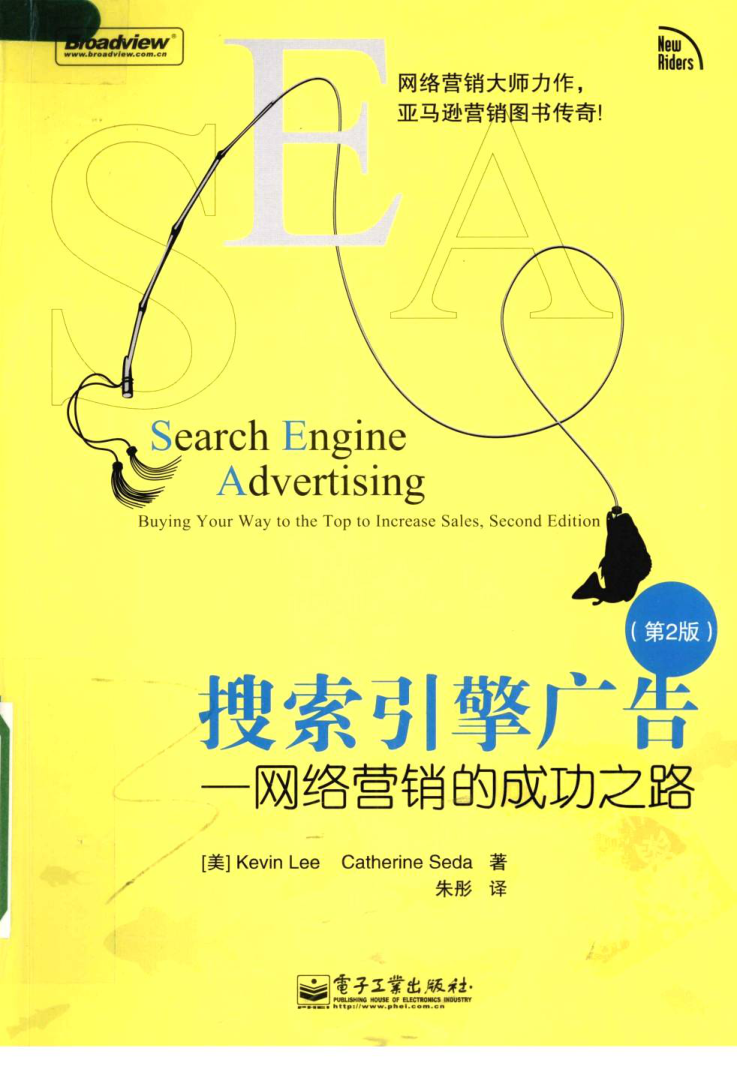 Broadview®
www.broadview.com.cn
New
Riders
SEA
网络营销大师力作，
亚马逊营销图书传奇!
Search Engine
Advertising
Buying Your Way to the Top to Increase Sales, Second Edition
（第2版）
搜索引擎广告
—网络营销的成功之路
[美] Kevin Lee Catherine Seda 著
朱彤 译
電子工業出版社·
PUBLISHING HOUSE OF ELECTRONICS INDUSTRY
http://www.phei.com.cn